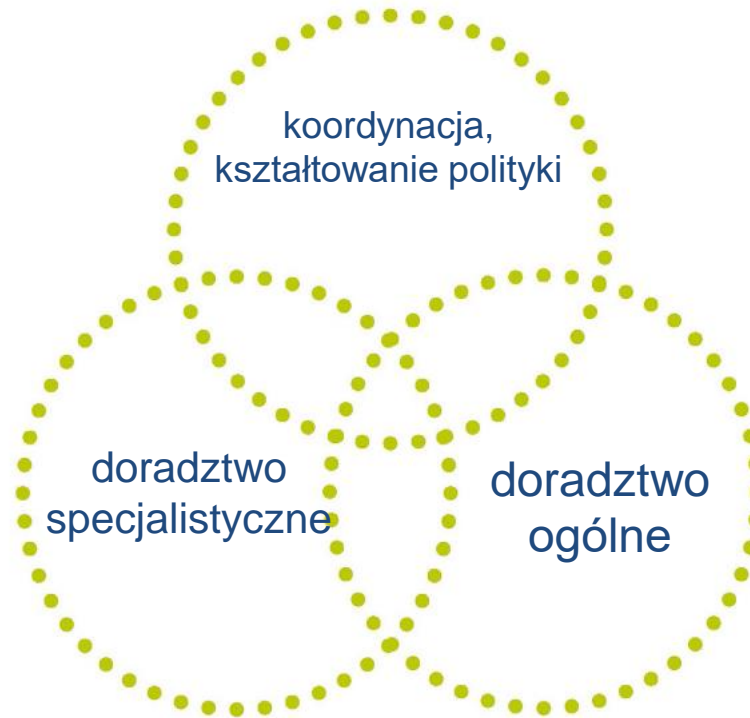 koordynacja,
kształtowanie polityki
doradztwo
specjalistyczne
doradztwo
ogólne